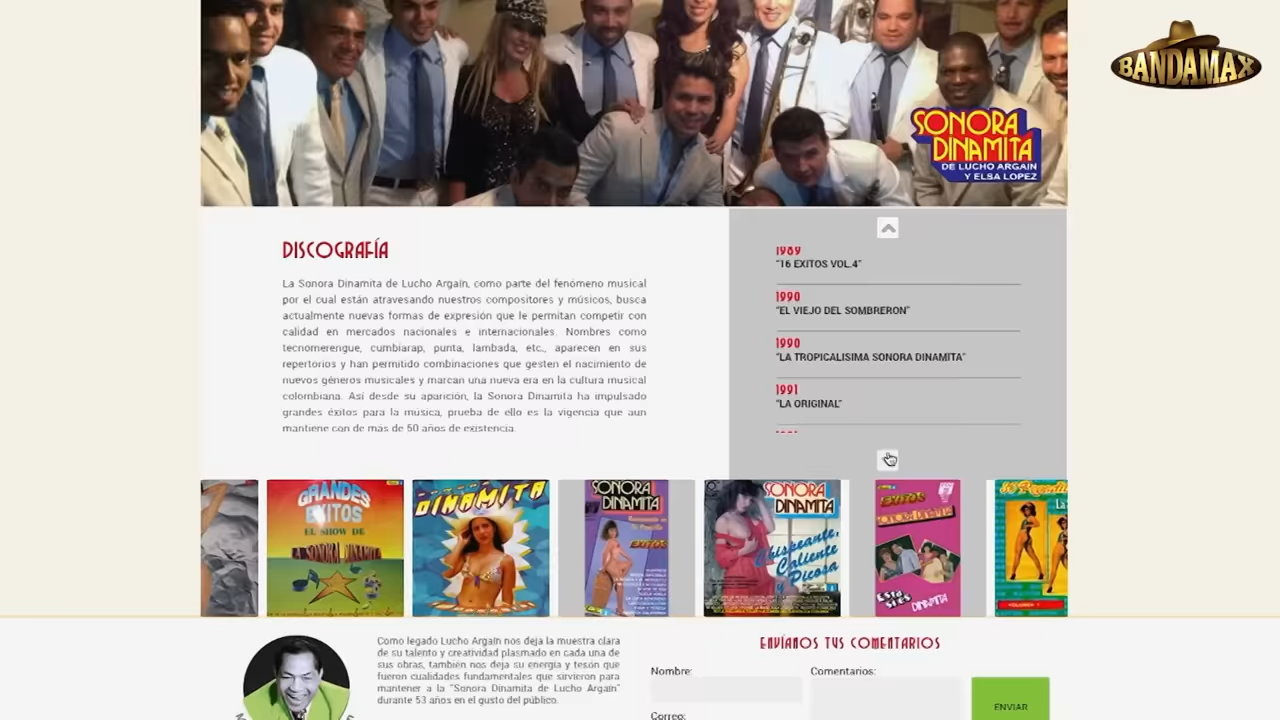 BANDAMAX
SONORA
DINAMITA
DE LUCHO ARGAIN
Y ELSA LOPEZ
DISCOGRAFÍA
La Sonora Dinamita de Lucho Argaín, como parte del fenómeno musical
por el cual están atravesando nuestros compositores y músicos, busca
actualmente nuevas formas de expresión que le permitan competir con
calidad en mercados nacionales e internacionales. Nombres como
tecnomerengue, cumbiarap, punta, lambada, etc., aparecen en sus
repertorios y han permitido combinaciones que gesten el nacimiento de
nuevos géneros musicales y marcan una nueva era en la cultura musical
colombiana. Así desde su aparición, la Sonora Dinamita ha impulsado
grandes éxitos para la música, prueba de ello es la vigencia que aun
mantiene con de mas de 50 años de existencia.
1989
"16 EXITOS VOL.4"
1990
"EL VIEJO DEL SOMBRERON"
1990
"LA TROPICALISIMA SONORA DINAMITA"
1991
"LA ORIGINAL"
GRANDES
EXITOS
EL SHOW DE
LA SONORA DINAMITA
DINAMITA
SONORA
DINAMITA
EXITOS
SONORA
DINAMITA
Chispeante,
Caliente
y Picosa
EXITOS
SONORA DINAMITA
DINAMITA
Como legado Lucho Argaín nos deja la muestra clara
de su talento y creatividad plasmado en cada una de
sus obras, también nos deja su energía y tesón que
fueron cualidades fundamentales que sirvieron para
mantener a la "Sonora Dinamita de Lucho Argaín"
durante 53 años en el gusto del público.
ENVÍANOS TUS COMENTARIOS
Nombre:
Comentarios:
ENVIAR
Correo: